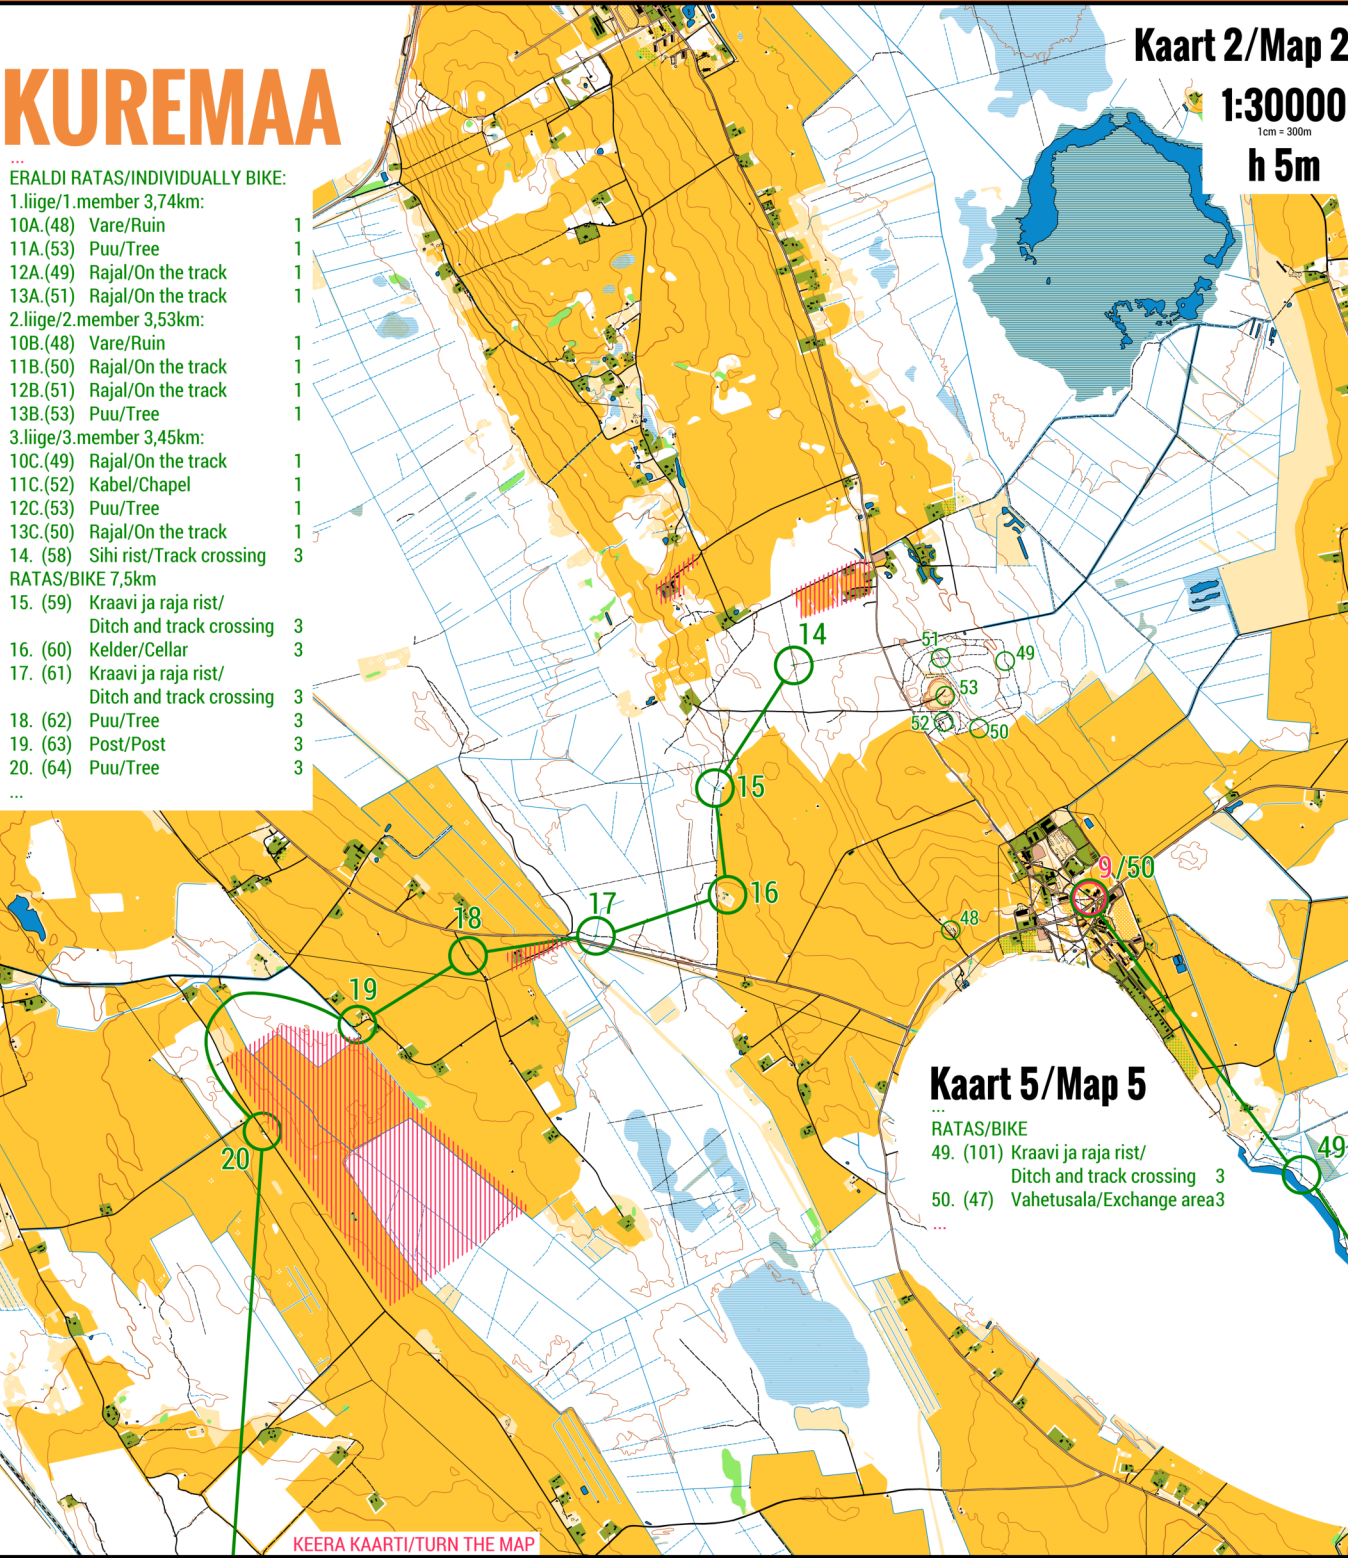 KUREMAA
...
ERALDI RATAS/INDIVIDUALLY BIKE:
1.liige/1.member 3,74km:
10A.(48) Vare/Ruin 1
11A.(53) Puu/Tree 1
12A.(49) Rajal/On the track 1
13A.(51) Rajal/On the track 1
2.liige/2.member 3,53km:
10B.(48) Vare/Ruin 1
11B.(50) Rajal/On the track 1
12B.(51) Rajal/On the track 1
13B.(53) Puu/Tree 1
3.liige/3.member 3,45km:
10C.(49) Rajal/On the track 1
11C.(52) Kabel/Chapel 1
12C.(53) Puu/Tree 1
13C.(50) Rajal/On the track 1
14. (58) Sihi rist/Track crossing 3
RATAS/BIKE 7,5km
15. (59) Kraavi ja raja rist/
Ditch and track crossing 3
16. (60) Kelder/Cellar 3
17. (61) Kraavi ja raja rist/
Ditch and track crossing 3
18. (62) Puu/Tree 3
19. (63) Post/Post 3
20. (64) Puu/Tree 3
...
Kaart 2/Map 2
1:30000
1cm = 300m
h 5m
14
51
49
53
52
50
15
9/50
16
17
18
48
19
20
Kaart 5/Map 5
...
RATAS/BIKE
49. (101) Kraavi ja raja rist/
Ditch and track crossing 3
50. (47) Vahetusala/Exchange area 3
...
49
KEERA KAARTI/TURN THE MAP